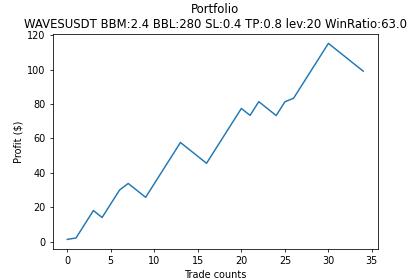 Portfolio
WAVESUSDT BBM:2.4 BBL:280 SL:0.4 TP:0.8 lev:20 WinRatio:63.0
120
100
80
60
40
20
0
Profit ($)
0 5 10 15 20 25 30 35
Trade counts